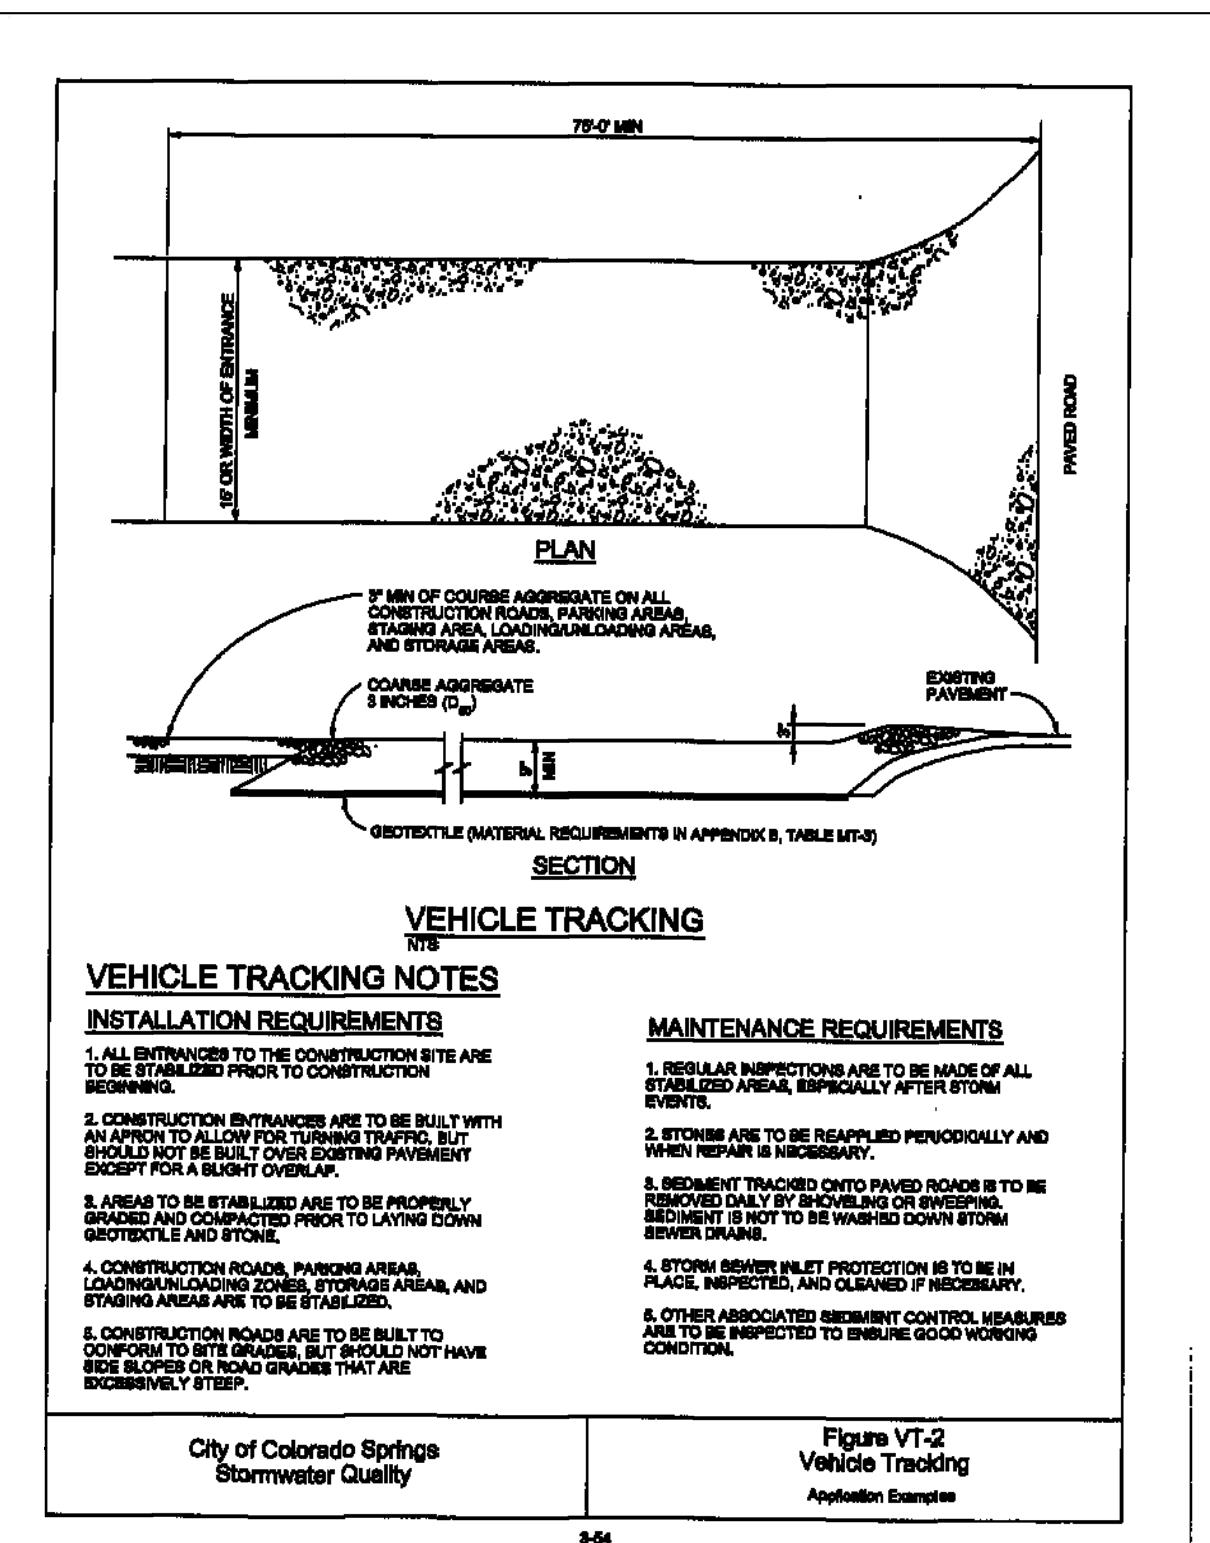 75'-0' MIN
15' OR WIDTH OF ENTRANCE
MINIMUM
PAVED ROAD
PLAN
3" MIN OF COURSE AGGREGATE ON ALL
CONSTRUCTION ROADS, PARKING AREAS,
STAGING AREA, LOADING/UNLOADING AREAS,
AND STORAGE AREAS.
COARSE AGGREGATE
3 INCHES (D50)
EXISTING
PAVEMENT
9"
MIN
GEOTEXTILE (MATERIAL REQUIREMENTS IN APPENDIX B, TABLE MT-3)
SECTION
VEHICLE TRACKING
NTS
VEHICLE TRACKING NOTES
INSTALLATION REQUIREMENTS
1. ALL ENTRANCES TO THE CONSTRUCTION SITE ARE
TO BE STABILIZED PRIOR TO CONSTRUCTION
BEGINNING.
2. CONSTRUCTION ENTRANCES ARE TO BE BUILT WITH
AN APRON TO ALLOW FOR TURNING TRAFFIC, BUT
SHOULD NOT BE BUILT OVER EXISTING PAVEMENT
EXCEPT FOR A SLIGHT OVERLAP.
3. AREAS TO BE STABILIZED ARE TO BE PROPERLY
GRADED AND COMPACTED PRIOR TO LAYING DOWN
GEOTEXTILE AND STONE.
4. CONSTRUCTION ROADS, PARKING AREAS,
LOADING/UNLOADING ZONES, STORAGE AREAS, AND
STAGING AREAS ARE TO BE STABILIZED.
5. CONSTRUCTION ROADS ARE TO BE BUILT TO
CONFORM TO SITE GRADES, BUT SHOULD NOT HAVE
SIDE SLOPES OR ROAD GRADES THAT ARE
EXCESSIVELY STEEP.
MAINTENANCE REQUIREMENTS
1. REGULAR INSPECTIONS ARE TO BE MADE OF ALL
STABILIZED AREAS, ESPECIALLY AFTER STORM
EVENTS.
2. STONES ARE TO BE REAPPLIED PERIODICALLY AND
WHEN REPAIR IS NECESSARY.
3. SEDIMENT TRACKED ONTO PAVED ROADS IS TO BE
REMOVED DAILY BY SHOVELING OR SWEEPING.
SEDIMENT IS NOT TO BE WASHED DOWN STORM
SEWER DRAINS.
4. STORM SEWER INLET PROTECTION IS TO BE IN
PLACE, INSPECTED, AND CLEANED IF NECESSARY.
5. OTHER ASSOCIATED SEDIMENT CONTROL MEASURES
ARE TO BE INSPECTED TO ENSURE GOOD WORKING
CONDITION.
City of Colorado Springs
Stormwater Quality
Figure VT-2
Vehicle Tracking
Application Examples
3-54